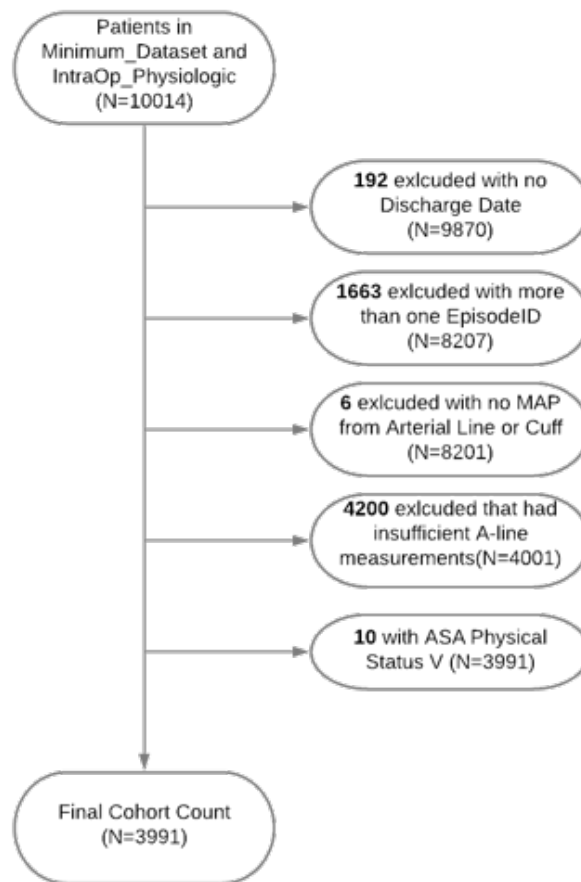 Patients in
Minimum_Dataset and
IntraOp_Physiologic
(N=10014)
192 exlcuded with no
Discharge Date
(N=9870)
1663 exlcuded with more
than one EpisodeID
(N=8207)
6 exlcuded with no MAP
from Arterial Line or Cuff
(N=8201)
4200 exlcuded that had
insufficient A-line
measurements(N=4001)
10 with ASA Physical
Status V (N=3991)
Final Cohort Count
(N=3991)